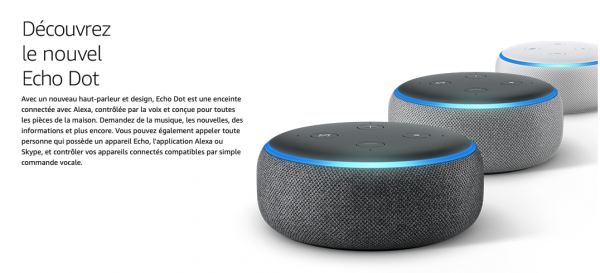 Découvrez
le nouvel
Echo Dot
Avec un nouveau haut-parleur et design, Echo Dot est une enceinte
connectée avec Alexa, contrôlée par la voix et conçue pour toutes
les pièces de la maison. Demandez de la musique, les nouvelles, des
informations et plus encore. Vous pouvez également appeler toute
personne qui possède un appareil Echo, l'application Alexa ou
Skype, et contrôler vos appareils connectés compatibles par simple
commande vocale.